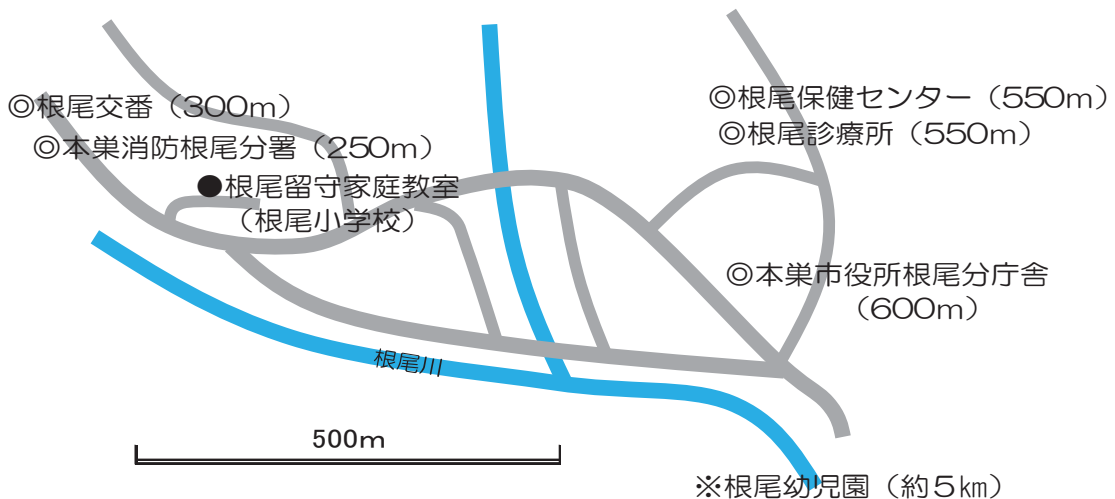 ◎根尾交番（300m）
◎本巣消防根尾分署（250m）
●根尾留守家庭教室
（根尾小学校）
◎根尾保健センター（550m）
◎根尾診療所（550m）
◎本巣市役所根尾分庁舎
（600m）
根尾川
500m
※根尾幼児園（約５㎞）